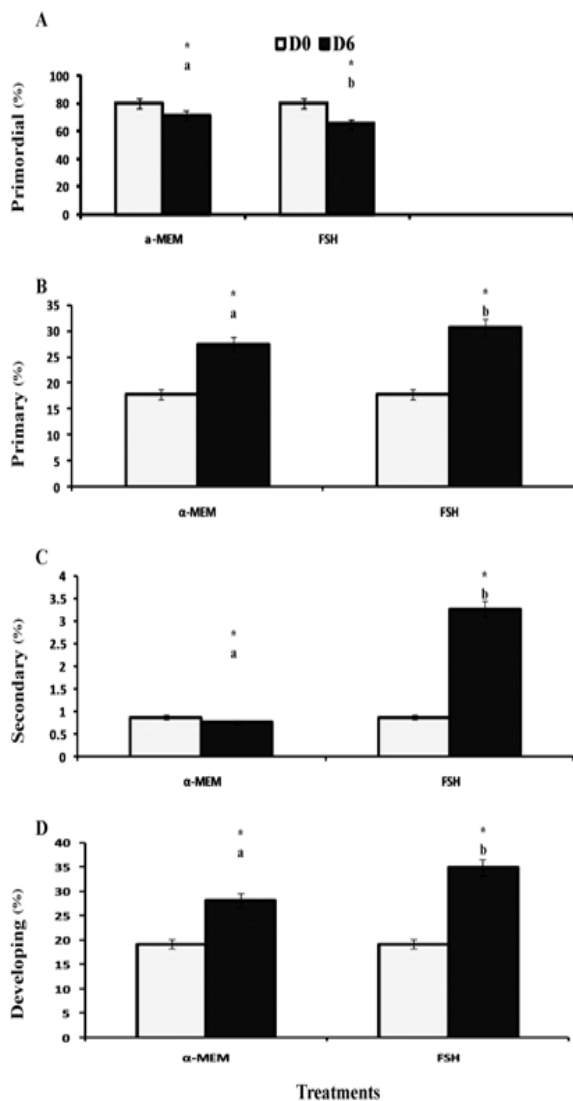 A
D0 D6
*
a
*
b
100
80
60
40
20
0
Primordial (%)
a-MEM FSH
B
35
30
25
20
15
10
5
0
*
a
*
b
Primary (%)
α-MEM FSH
C
4
3.5
3
2.5
2
1.5
1
0.5
0
*
a
*
b
Secondary (%)
α-MEM FSH
D
40
35
30
25
20
15
10
5
0
*
a
*
b
Developing (%)
α-MEM FSH
Treatments